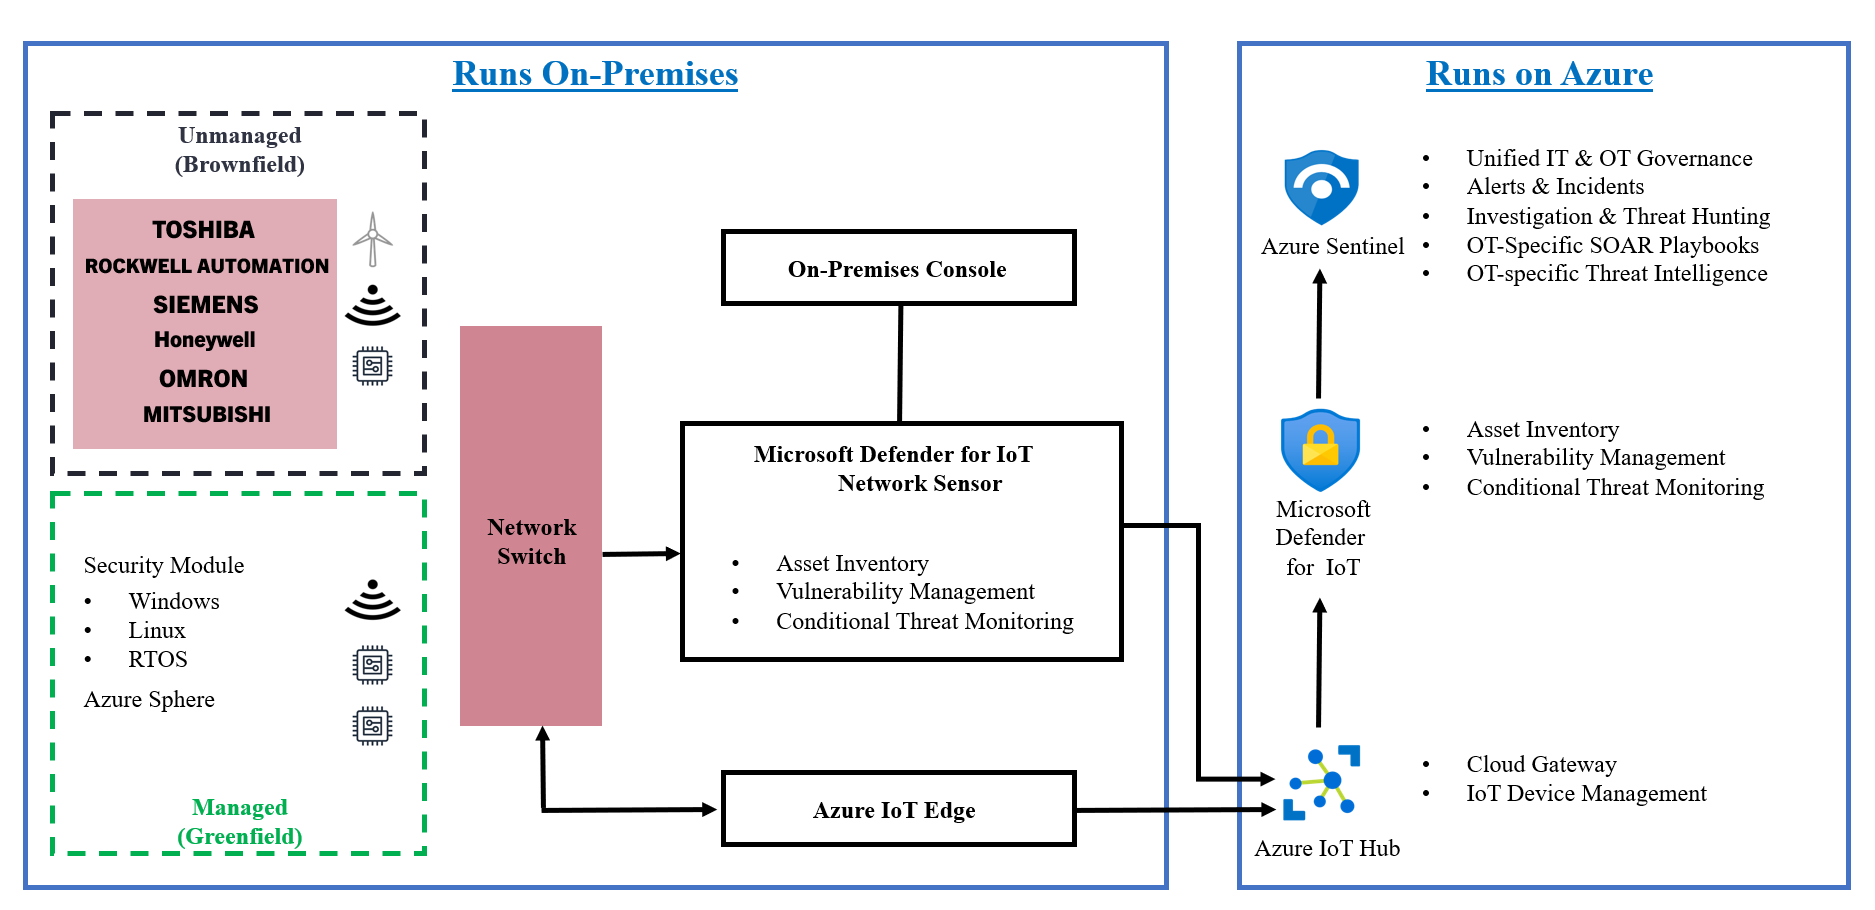 Runs On-Premises
Unmanaged
(Brownfield)
TOSHIBA
ROCKWELL AUTOMATION
SIEMENS
Honeywell
OMRON
MITSUBISHI
Security Module
• Windows
• Linux
• RTOS
Azure Sphere
Managed
(Greenfield)
Network
Switch
On-Premises Console
Microsoft Defender for IoT
Network Sensor
• Asset Inventory
• Vulnerability Management
• Conditional Threat Monitoring
Azure IoT Edge
Runs on Azure
Azure Sentinel
• Unified IT & OT Governance
• Alerts & Incidents
• Investigation & Threat Hunting
• OT-Specific SOAR Playbooks
• OT-specific Threat Intelligence
Microsoft
Defender
for IoT
• Asset Inventory
• Vulnerability Management
• Conditional Threat Monitoring
Azure IoT Hub
• Cloud Gateway
• IoT Device Management